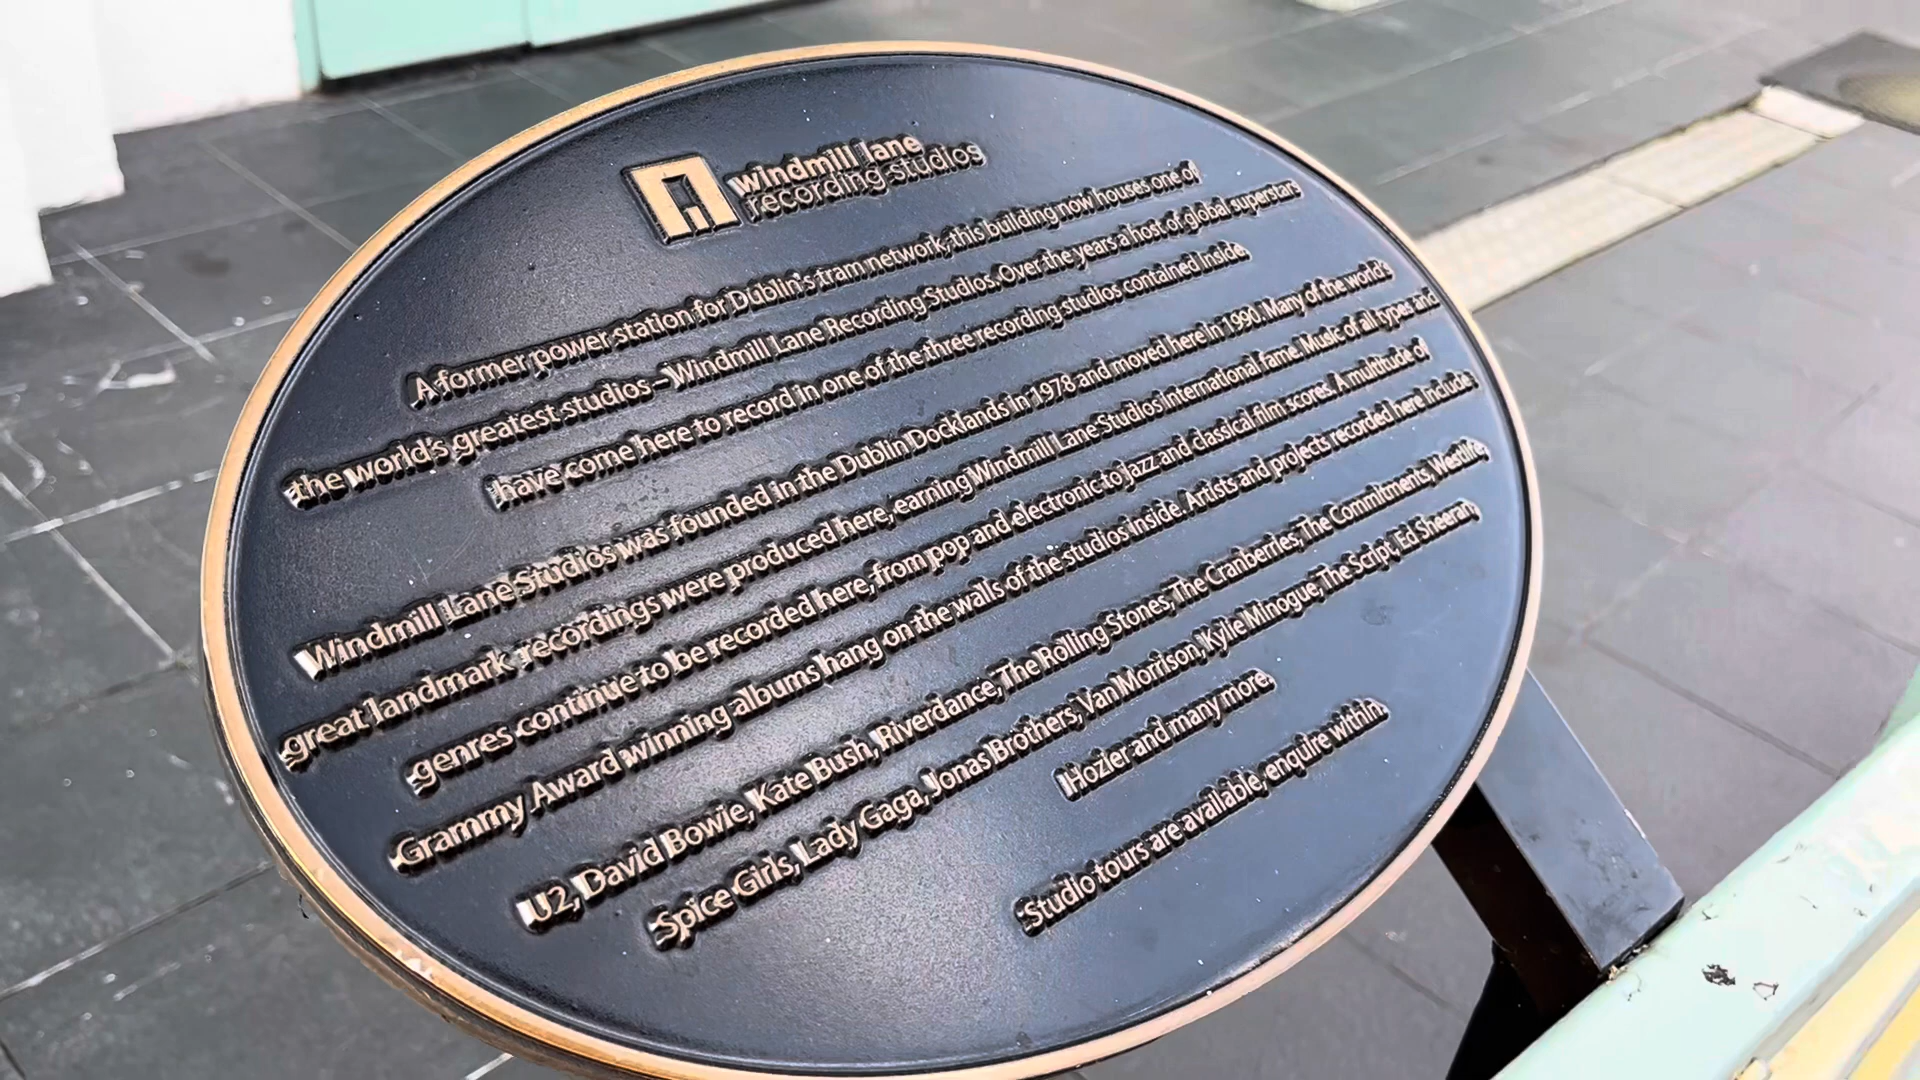 windmill lane
recording studios
A former power station for Dublin's tram network, this building now houses one of
the world's greatest studios – Windmill Lane Recording Studios. Over the years a host of global superstars
have come here to record in one of the three recording studios contained inside.
Windmill Lane Studios was founded in the Dublin Docklands in 1978 and moved here in 1990. Many of the world's
great landmark recordings were produced here, earning Windmill Lane Studios international fame. Music of all types and
genres continue to be recorded here, from pop and electronic to jazz and classical film scores. A multitude of
Grammy Award winning albums hang on the walls of the studios inside. Artists and projects recorded here include:
U2, David Bowie, Kate Bush, Riverdance, The Rolling Stones, The Cranberries, The Commitments, Westlife,
Spice Girls, Lady Gaga, Jonas Brothers, Van Morrison, Kylie Minogue, The Script, Ed Sheeran,
Hozier and many more.
Studio tours are available, enquire within.